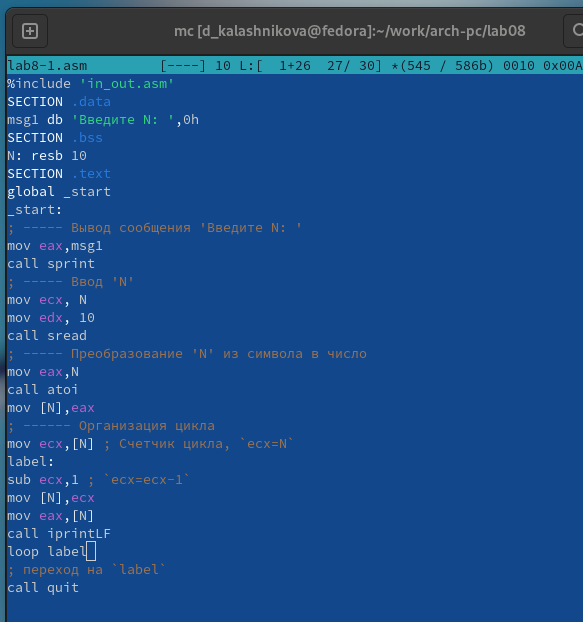 mc [d_kalashnikova@fedora]:~/work/arch-pc/lab08
lab8-1.asm [----] 10 L:[ 1+26 27/ 30] *(545 / 586b) 0010 0x00A
%include 'in_out.asm'
SECTION .data
msg1 db 'Введите N: ',0h
SECTION .bss
N: resb 10
SECTION .text
global _start
_start:
; ----- Вывод сообщения 'Введите N: '
mov eax,msg1
call sprint
; ----- Ввод 'N'
mov ecx, N
mov edx, 10
call sread
; ----- Преобразование 'N' из символа в число
mov eax,N
call atoi
mov [N],eax
; ------ Организация цикла
mov ecx,[N] ; Счетчик цикла, `ecx=N`
label:
sub ecx,1 ; `ecx=ecx-1`
mov [N],ecx
mov eax,[N]
call iprintLF
loop label
; переход на `label`
call quit